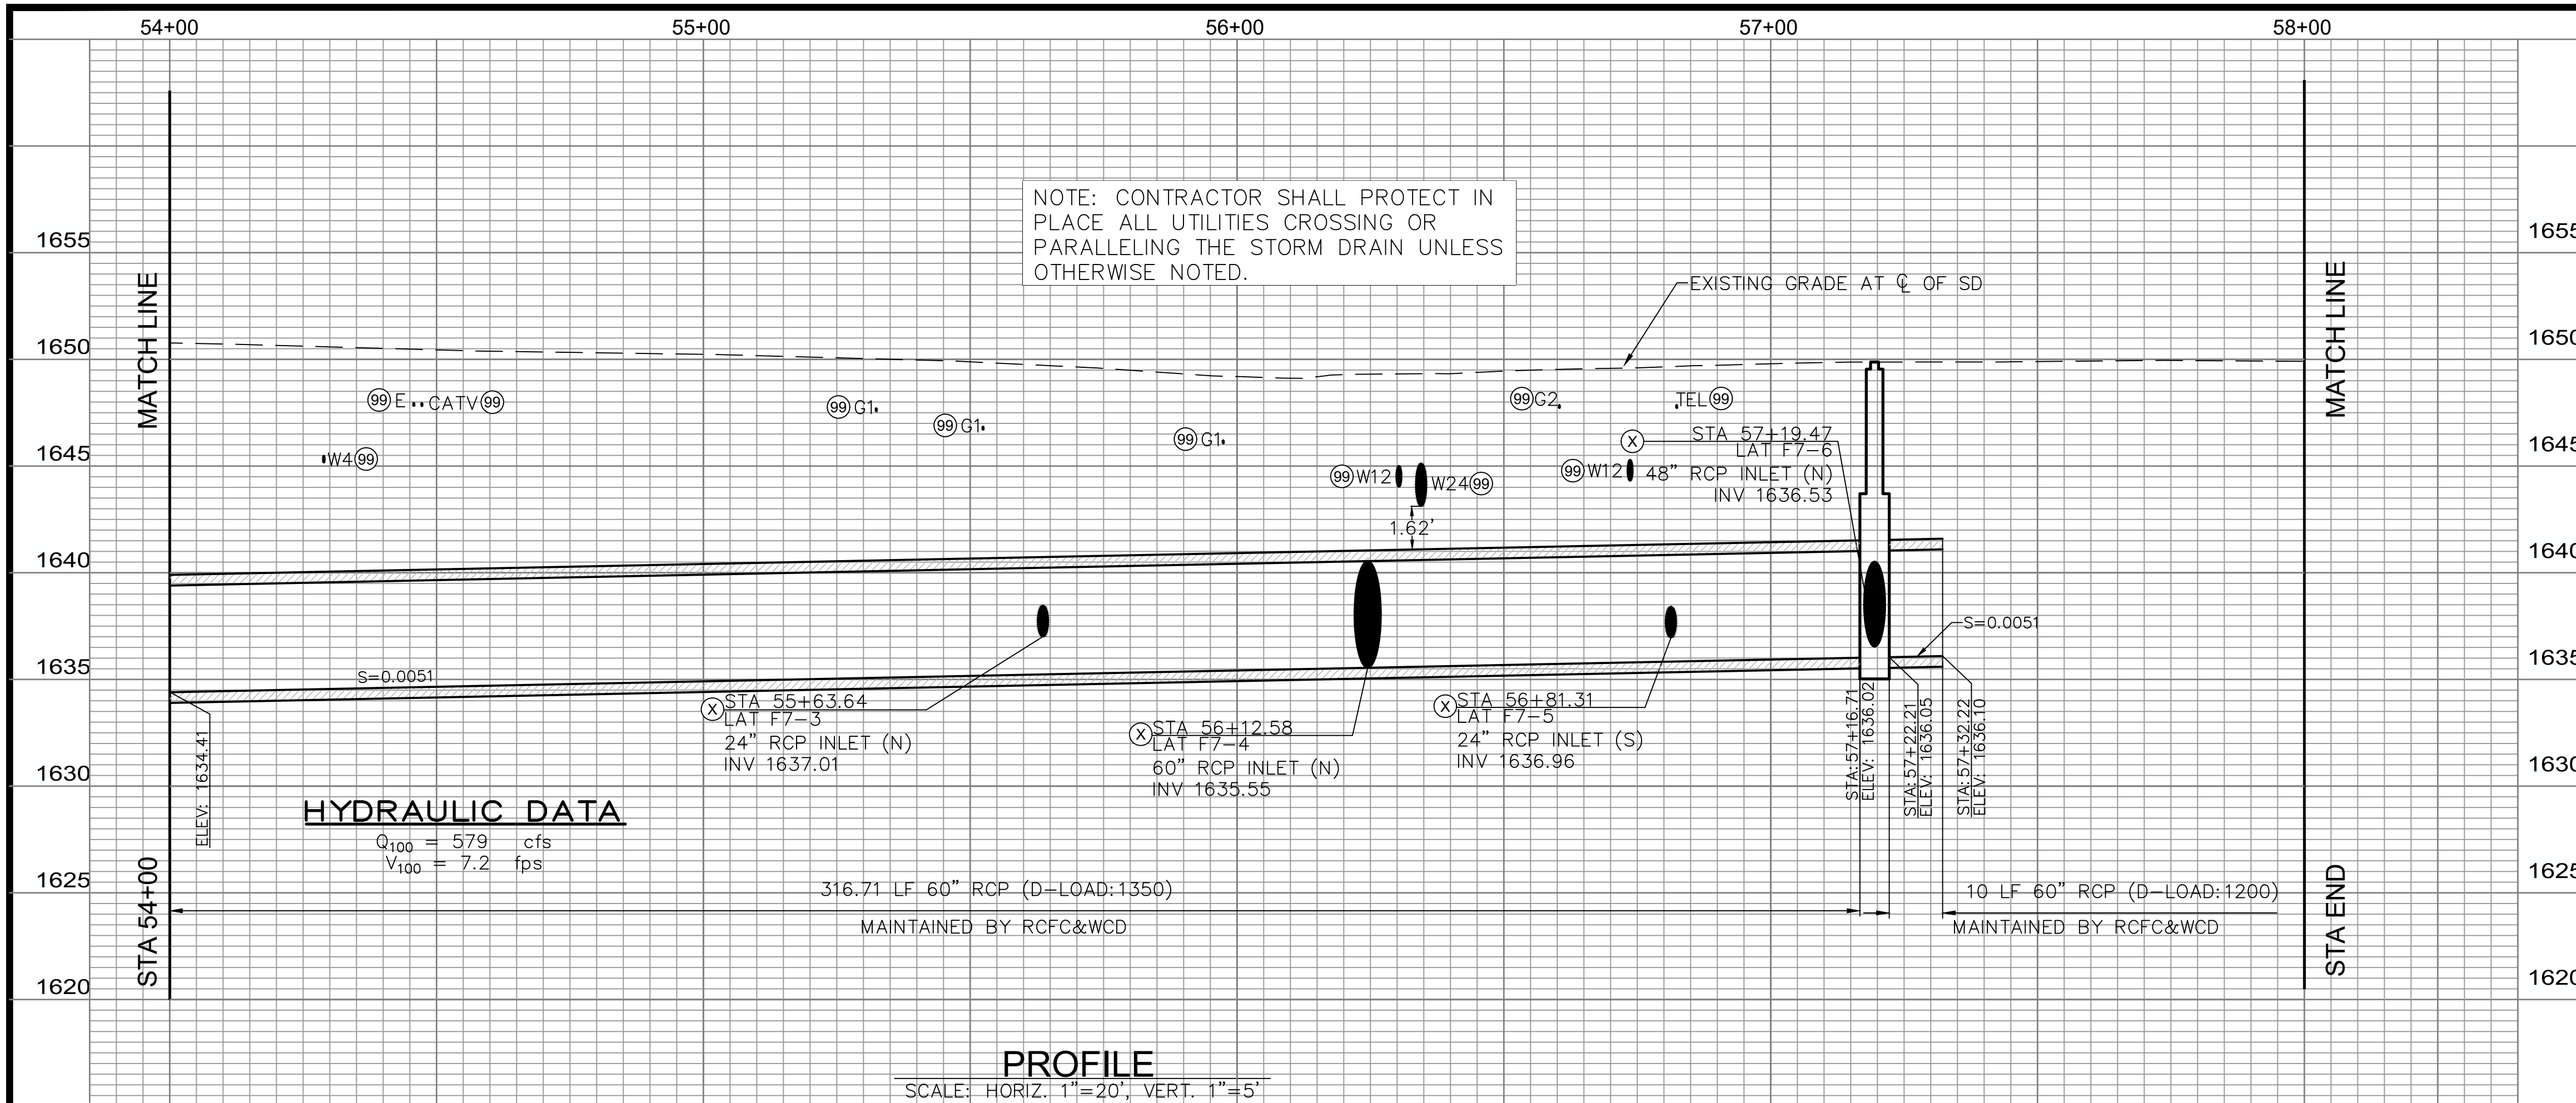 54+00 55+00 56+00 57+00 58+00
NOTE: CONTRACTOR SHALL PROTECT IN
PLACE ALL UTILITIES CROSSING OR
PARALLELING THE STORM DRAIN UNLESS
OTHERWISE NOTED.
1655
1650
1645
1640
1635
1630
1625
1620
MATCH LINE
STA 54+00
EXISTING GRADE AT ℄ OF SD
99 E CATV 99
W4 99
99 G1
99 G1
99 G1
99 W12
W24 99
1.62'
99 G2
TEL 99
99 W12
X STA 57+19.47
LAT F7-6
48" RCP INLET (N)
INV 1636.53
S=0.0051
S=0.0051
X STA 55+63.64
LAT F7-3
24" RCP INLET (N)
INV 1637.01
X STA 56+12.58
LAT F7-4
60" RCP INLET (N)
INV 1635.55
X STA 56+81.31
LAT F7-5
24" RCP INLET (S)
INV 1636.96
ELEV: 1634.41
STA: 57+16.71
ELEV: 1636.02
STA: 57+22.21
ELEV: 1636.05
STA: 57+32.22
ELEV: 1636.10
HYDRAULIC DATA
Q100 = 579 cfs
V100 = 7.2 fps
316.71 LF 60" RCP (D-LOAD:1350)
MAINTAINED BY RCFC&WCD
10 LF 60" RCP (D-LOAD:1200)
MAINTAINED BY RCFC&WCD
MATCH LINE
STA END
1655
1650
1645
1640
1635
1630
1625
1620
PROFILE
SCALE: HORIZ. 1"=20', VERT. 1"=5'